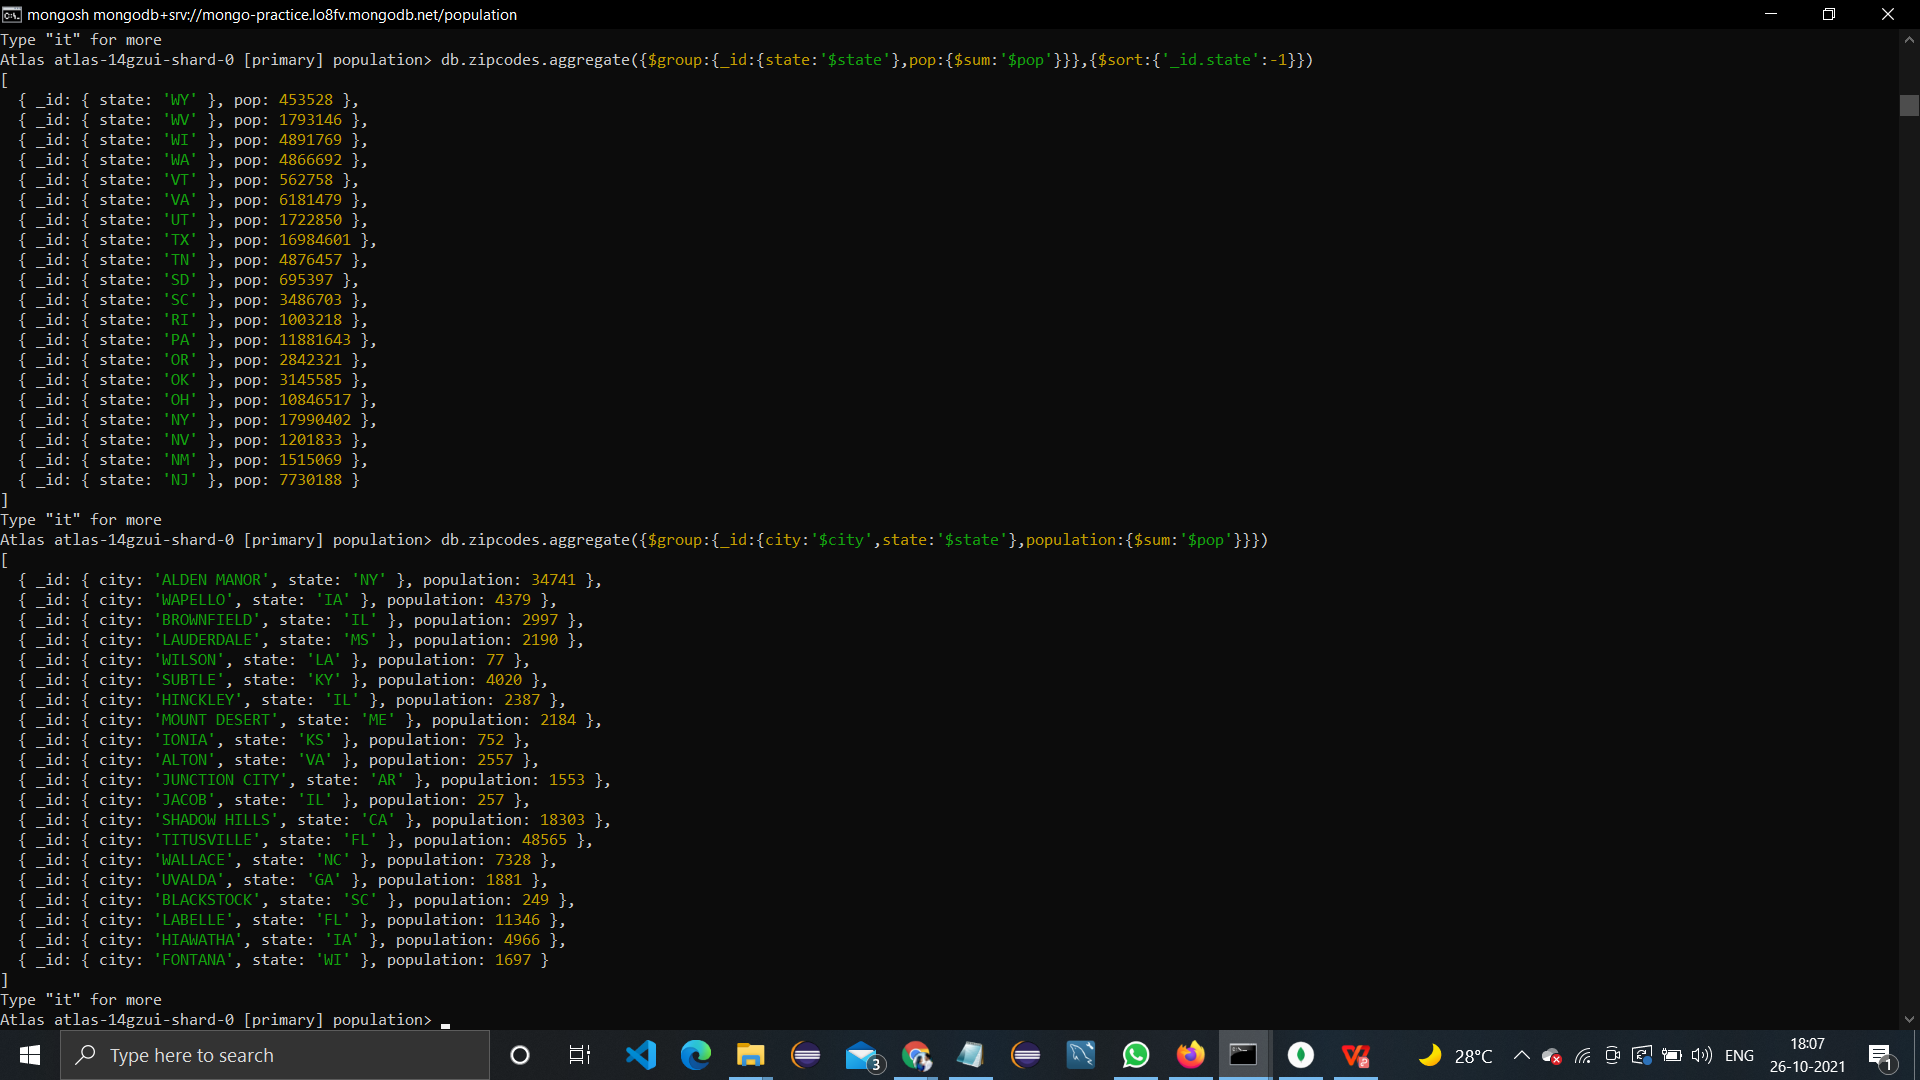 mongosh mongodb+srv://mongo-practice.lo8fv.mongodb.net/population
Type "it" for more
Atlas atlas-14gzui-shard-0 [primary] population> db.zipcodes.aggregate({$group:{_id:{state:'$state'},pop:{$sum:'$pop'}}},{$sort:{'_id.state':-1}})
[
  { _id: { state: 'WY' }, pop: 453528 },
  { _id: { state: 'WV' }, pop: 1793146 },
  { _id: { state: 'WI' }, pop: 4891769 },
  { _id: { state: 'WA' }, pop: 4866692 },
  { _id: { state: 'VT' }, pop: 562758 },
  { _id: { state: 'VA' }, pop: 6181479 },
  { _id: { state: 'UT' }, pop: 1722850 },
  { _id: { state: 'TX' }, pop: 16984601 },
  { _id: { state: 'TN' }, pop: 4876457 },
  { _id: { state: 'SD' }, pop: 695397 },
  { _id: { state: 'SC' }, pop: 3486703 },
  { _id: { state: 'RI' }, pop: 1003218 },
  { _id: { state: 'PA' }, pop: 11881643 },
  { _id: { state: 'OR' }, pop: 2842321 },
  { _id: { state: 'OK' }, pop: 3145585 },
  { _id: { state: 'OH' }, pop: 10846517 },
  { _id: { state: 'NY' }, pop: 17990402 },
  { _id: { state: 'NV' }, pop: 1201833 },
  { _id: { state: 'NM' }, pop: 1515069 },
  { _id: { state: 'NJ' }, pop: 7730188 }
]
Type "it" for more
Atlas atlas-14gzui-shard-0 [primary] population> db.zipcodes.aggregate({$group:{_id:{city:'$city',state:'$state'},population:{$sum:'$pop'}}})
[
  { _id: { city: 'ALDEN MANOR', state: 'NY' }, population: 34741 },
  { _id: { city: 'WAPELLO', state: 'IA' }, population: 4379 },
  { _id: { city: 'BROWNFIELD', state: 'IL' }, population: 2997 },
  { _id: { city: 'LAUDERDALE', state: 'MS' }, population: 2190 },
  { _id: { city: 'WILSON', state: 'LA' }, population: 77 },
  { _id: { city: 'SUBTLE', state: 'KY' }, population: 4020 },
  { _id: { city: 'HINCKLEY', state: 'IL' }, population: 2387 },
  { _id: { city: 'MOUNT DESERT', state: 'ME' }, population: 2184 },
  { _id: { city: 'IONIA', state: 'KS' }, population: 752 },
  { _id: { city: 'ALTON', state: 'VA' }, population: 2557 },
  { _id: { city: 'JUNCTION CITY', state: 'AR' }, population: 1553 },
  { _id: { city: 'JACOB', state: 'IL' }, population: 257 },
  { _id: { city: 'SHADOW HILLS', state: 'CA' }, population: 18303 },
  { _id: { city: 'TITUSVILLE', state: 'FL' }, population: 48565 },
  { _id: { city: 'WALLACE', state: 'NC' }, population: 7328 },
  { _id: { city: 'UVALDA', state: 'GA' }, population: 1881 },
  { _id: { city: 'BLACKSTOCK', state: 'SC' }, population: 249 },
  { _id: { city: 'LABELLE', state: 'FL' }, population: 11346 },
  { _id: { city: 'HIAWATHA', state: 'IA' }, population: 4966 },
  { _id: { city: 'FONTANA', state: 'WI' }, population: 1697 }
]
Type "it" for more
Atlas atlas-14gzui-shard-0 [primary] population>
Type here to search
3
28°C
ENG
18:07
26-10-2021
1